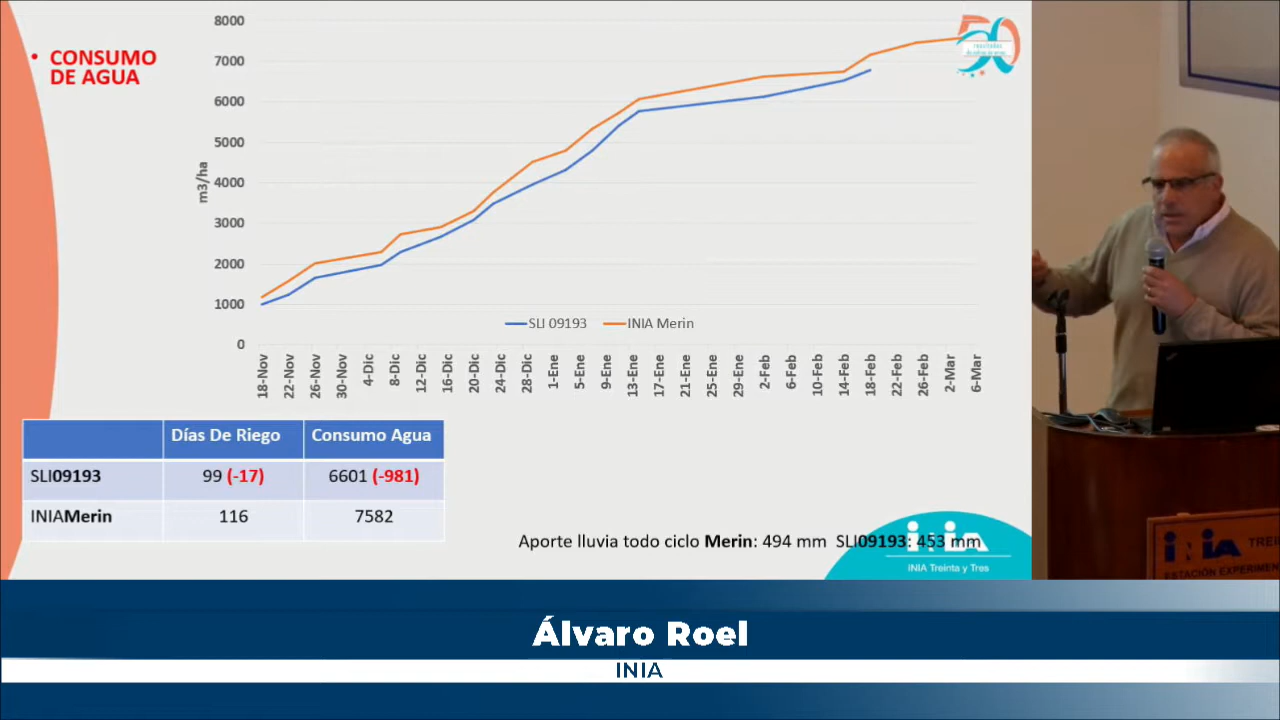 • CONSUMO
DE AGUA
8000
7000
6000
5000
4000
3000
2000
1000
0
m3/ha
SLI 09193
INIA Merin
18-Nov
22-Nov
26-Nov
30-Nov
4-Dic
8-Dic
12-Dic
16-Dic
20-Dic
24-Dic
28-Dic
1-Ene
5-Ene
9-Ene
13-Ene
17-Ene
21-Ene
25-Ene
29-Ene
2-Feb
6-Feb
10-Feb
14-Feb
18-Feb
22-Feb
26-Feb
2-Mar
6-Mar
50
Días De Riego Consumo Agua
SLI09193 99 (-17) 6601 (-981)
INIAMerin 116 7582
Aporte lluvia todo ciclo Merin: 494 mm SLI09193: 453 mm
INIA
INIA Treinta y Tres
INIA
ESTACIÓN EXPERIMEN
Álvaro Roel
INIA